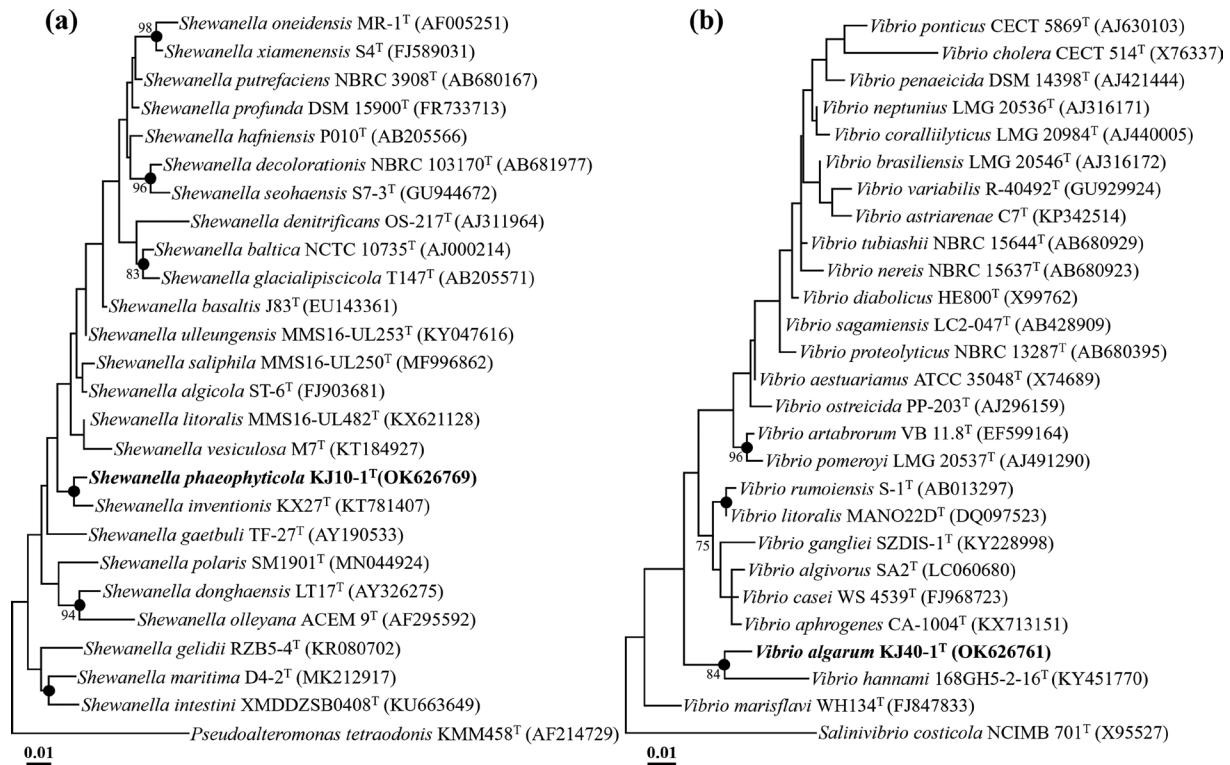 (a)
98
Shewanella oneidensis MR-1ᵀ (AF005251)
Shewanella xiamenensis S4ᵀ (FJ589031)
Shewanella putrefaciens NBRC 3908ᵀ (AB680167)
Shewanella profunda DSM 15900ᵀ (FR733713)
Shewanella hafniensis P010ᵀ (AB205566)
Shewanella decolorationis NBRC 103170ᵀ (AB681977)
96
Shewanella seohaensis S7-3ᵀ (GU944672)
Shewanella denitrificans OS-217ᵀ (AJ311964)
Shewanella baltica NCTC 10735ᵀ (AJ000214)
83
Shewanella glacialipiscicola T147ᵀ (AB205571)
Shewanella basaltis J83ᵀ (EU143361)
Shewanella ulleungensis MMS16-UL253ᵀ (KY047616)
Shewanella saliphila MMS16-UL250ᵀ (MF996862)
Shewanella algicola ST-6ᵀ (FJ903681)
Shewanella litoralis MMS16-UL482ᵀ (KX621128)
Shewanella vesiculosa M7ᵀ (KT184927)
Shewanella phaeophyticola KJ10-1ᵀ(OK626769)
Shewanella inventionis KX27ᵀ (KT781407)
Shewanella gaetbuli TF-27ᵀ (AY190533)
Shewanella polaris SM1901ᵀ (MN044924)
Shewanella donghaensis LT17ᵀ (AY326275)
94
Shewanella olleyana ACEM 9ᵀ (AF295592)
Shewanella gelidii RZB5-4ᵀ (KR080702)
Shewanella maritima D4-2ᵀ (MK212917)
Shewanella intestini XMDDZSB0408ᵀ (KU663649)
Pseudoalteromonas tetraodonis KMM458ᵀ (AF214729)
0.01
(b)
Vibrio ponticus CECT 5869ᵀ (AJ630103)
Vibrio cholera CECT 514ᵀ (X76337)
Vibrio penaeicida DSM 14398ᵀ (AJ421444)
Vibrio neptunius LMG 20536ᵀ (AJ316171)
Vibrio coralliilyticus LMG 20984ᵀ (AJ440005)
Vibrio brasiliensis LMG 20546ᵀ (AJ316172)
Vibrio variabilis R-40492ᵀ (GU929924)
Vibrio astriarenae C7ᵀ (KP342514)
Vibrio tubiashii NBRC 15644ᵀ (AB680929)
Vibrio nereis NBRC 15637ᵀ (AB680923)
Vibrio diabolicus HE800ᵀ (X99762)
Vibrio sagamiensis LC2-047ᵀ (AB428909)
Vibrio proteolyticus NBRC 13287ᵀ (AB680395)
Vibrio aestuarianus ATCC 35048ᵀ (X74689)
Vibrio ostreicida PP-203ᵀ (AJ296159)
Vibrio artabrorum VB 11.8ᵀ (EF599164)
96
Vibrio pomeroyi LMG 20537ᵀ (AJ491290)
Vibrio rumoiensis S-1ᵀ (AB013297)
Vibrio litoralis MANO22Dᵀ (DQ097523)
75
Vibrio gangliei SZDIS-1ᵀ (KY228998)
Vibrio algivorus SA2ᵀ (LC060680)
Vibrio casei WS 4539ᵀ (FJ968723)
Vibrio aphrogenes CA-1004ᵀ (KX713151)
Vibrio algarum KJ40-1ᵀ (OK626761)
84
Vibrio hannami 168GH5-2-16ᵀ (KY451770)
Vibrio marisflavi WH134ᵀ (FJ847833)
Salinivibrio costicola NCIMB 701ᵀ (X95527)
0.01